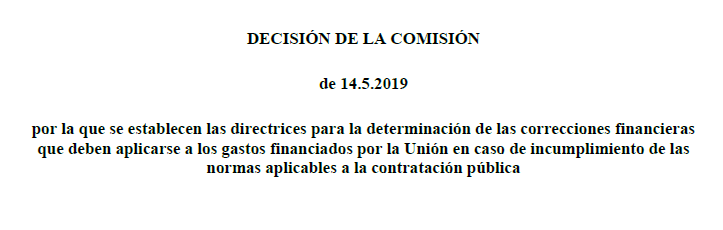 DECISIÓN DE LA COMISIÓN
de 14.5.2019
por la que se establecen las directrices para la determinación de las correcciones financieras
que deben aplicarse a los gastos financiados por la Unión en caso de incumplimiento de las
normas aplicables a la contratación pública